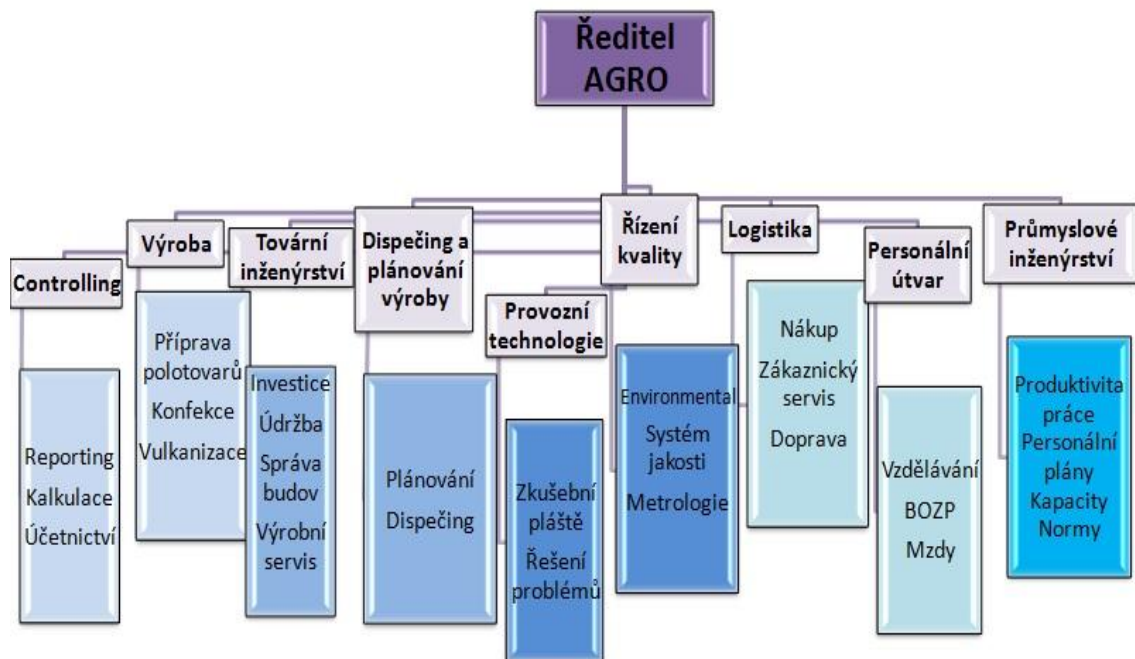 Ředitel
AGRO
Controlling
Výroba
Tovární
inženýrství
Dispečing a
plánování
výroby
Provozní
technologie
Řízení
kvality
Logistika
Personální
útvar
Průmyslové
inženýrství
Reporting
Kalkulace
Účetnictví
Příprava
polotovarů
Konfekce
Vulkanizace
Investice
Údržba
Správa
budov
Výrobní
servis
Plánování
Dispečing
Zkušební
pláště
Řešení
problémů
Environmental
Systém
jakosti
Metrologie
Nákup
Zákaznický
servis
Doprava
Vzdělávání
BOZP
Mzdy
Produktivita
práce
Personální
plány
Kapacity
Normy